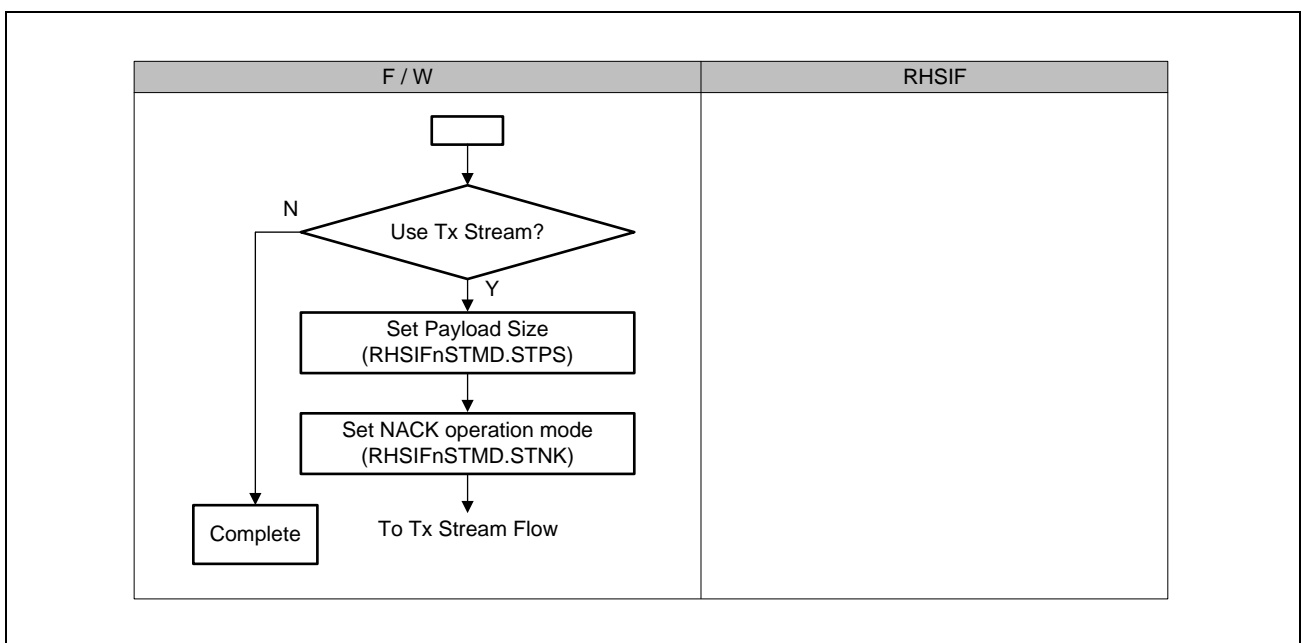 F / W
RHSIF
Use Tx Stream?
N
Y
Set Payload Size
(RHSIFnSTMD.STPS)
Set NACK operation mode
(RHSIFnSTMD.STNK)
Complete
To Tx Stream Flow